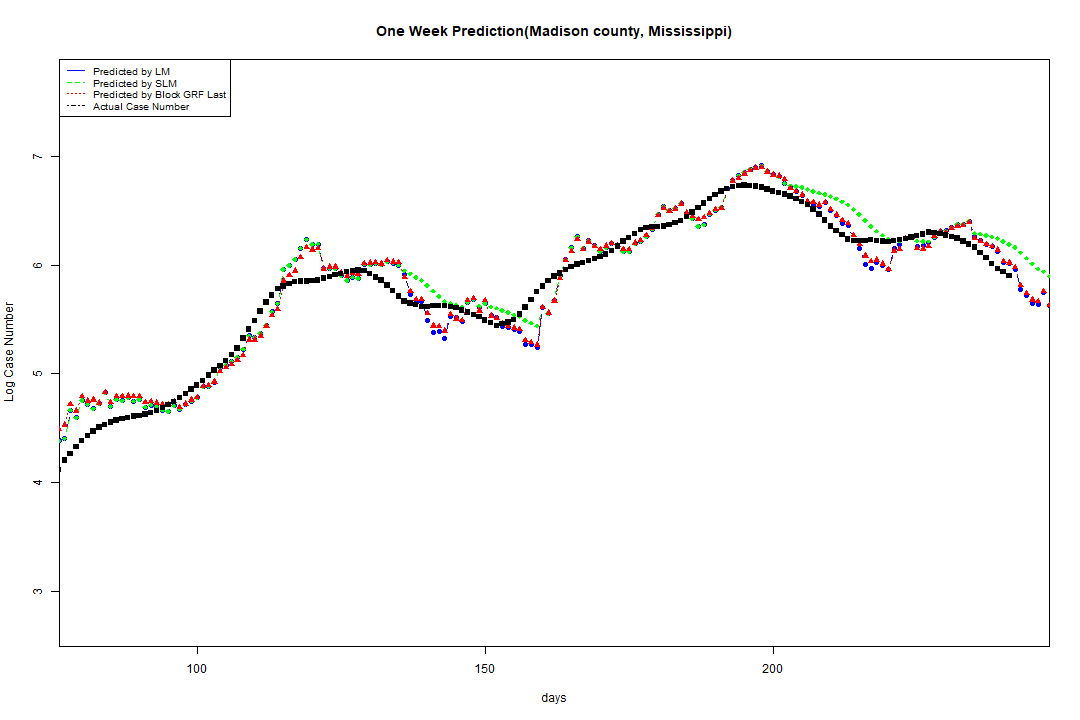 One Week Prediction(Madison county, Mississippi)
Predicted by LM
Predicted by SLM
Predicted by Block GRF Last
Actual Case Number
7
6
5
4
3
Log Case Number
100 150 200
days